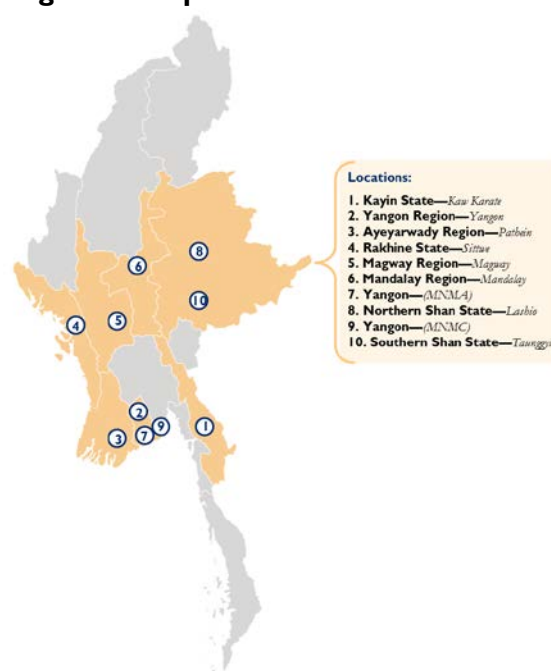 Locations:
1. Kayin State—Kaw Karate
2. Yangon Region—Yangon
3. Ayeyarwady Region—Pathein
4. Rakhine State—Sittue
5. Magway Region—Magway
6. Mandalay Region—Mandalay
7. Yangon—(MNMA)
8. Northern Shan State—Lashio
9. Yangon—(MNMC)
10. Southern Shan State—Taunggyi
8
6
10
4
5
2
9
1
3
7